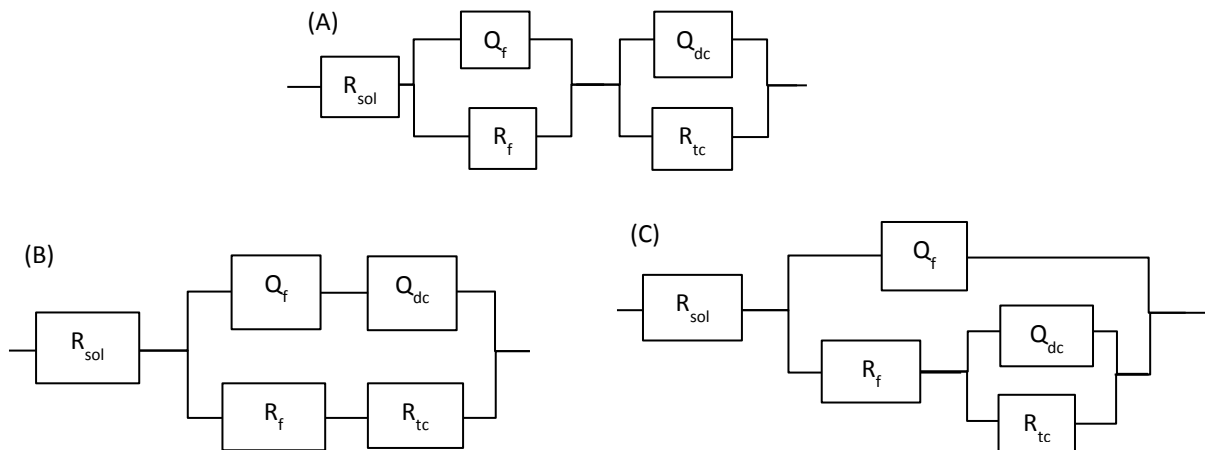 (A)
R_sol
Q_f
R_f
Q_dc
R_tc
(B)
R_sol
Q_f
Q_dc
R_f
R_tc
(C)
R_sol
Q_f
R_f
Q_dc
R_tc